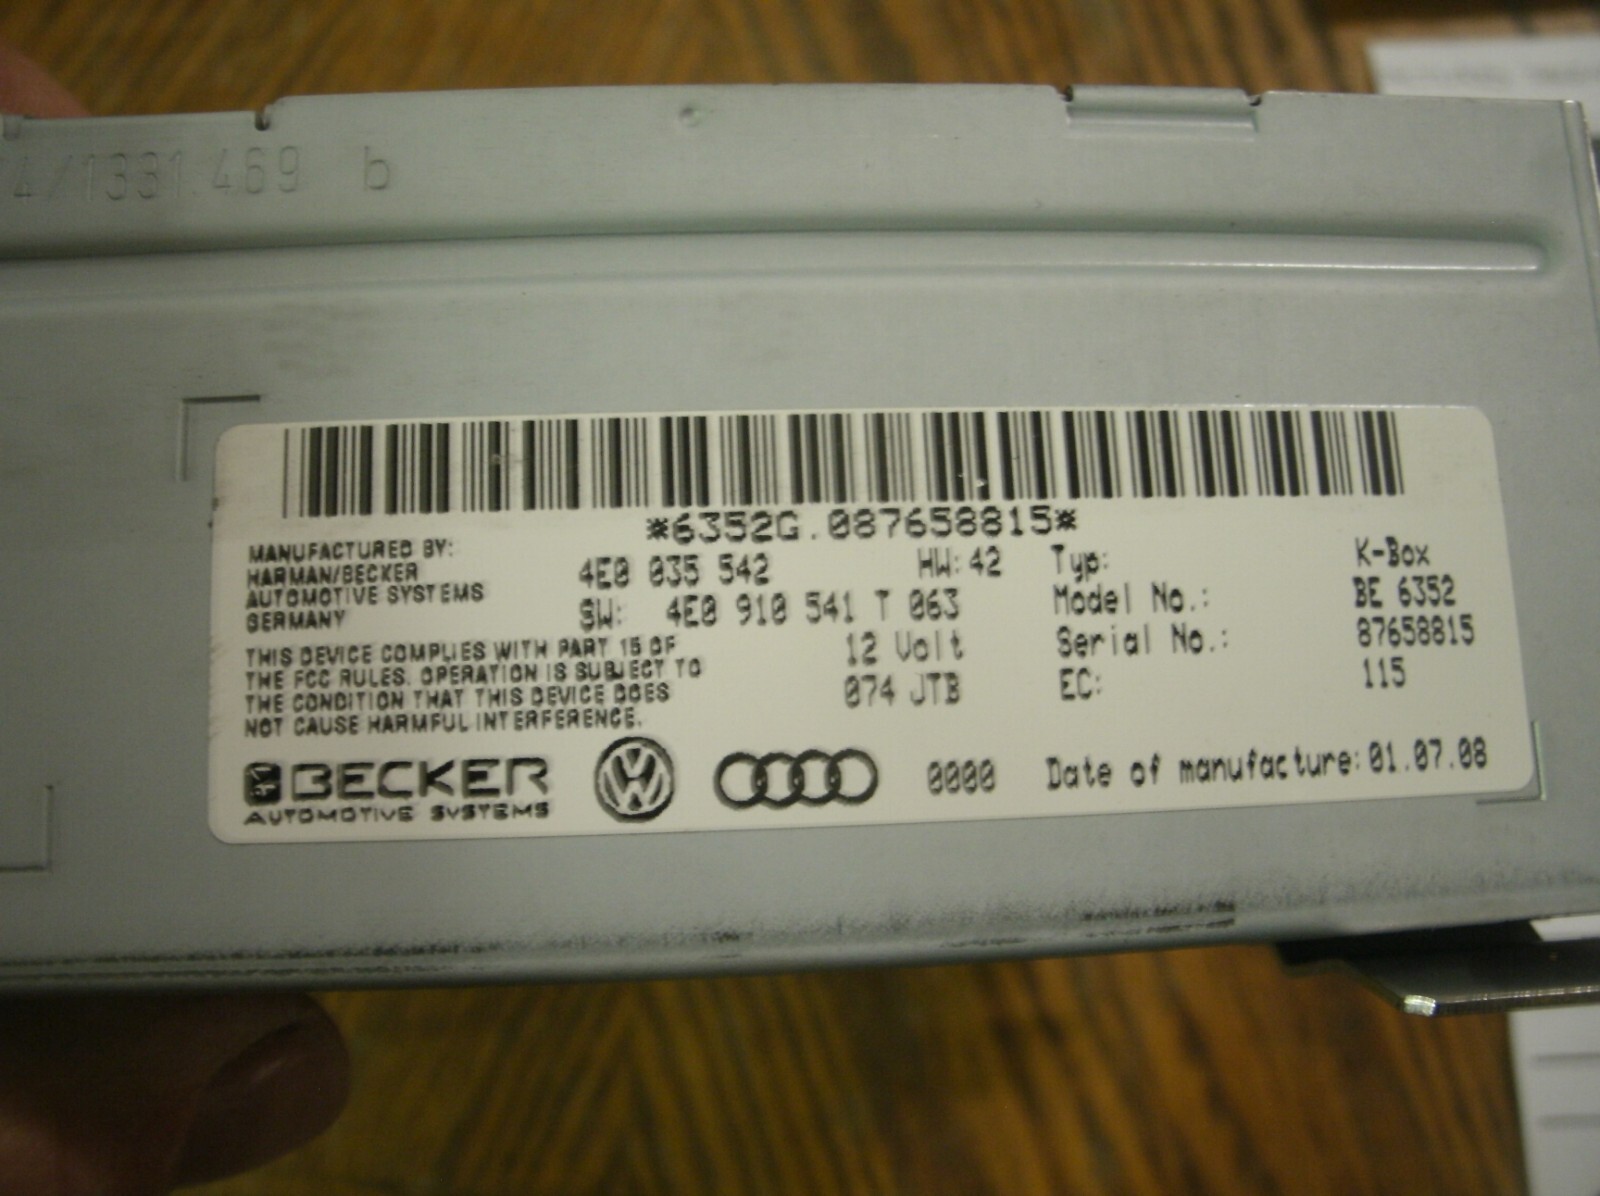 4/1331.469 b
*6352G.087658815*
MANUFACTURED BY:
HARMAN/BECKER
AUTOMOTIVE SYSTEMS
GERMANY
4E0 035 542 HW: 42
SW: 4E0 910 541 T 063
12 Volt
074 JTB
THIS DEVICE COMPLIES WITH PART 15 OF
THE FCC RULES. OPERATION IS SUBJECT TO
THE CONDITION THAT THIS DEVICE DOES
NOT CAUSE HARMFUL INTERFERENCE.
Typ: K-Box
Model No.: BE 6352
Serial No.: 87658815
EC: 115
BECKER
AUTOMOTIVE SYSTEMS
0000
Date of manufacture: 01.07.08